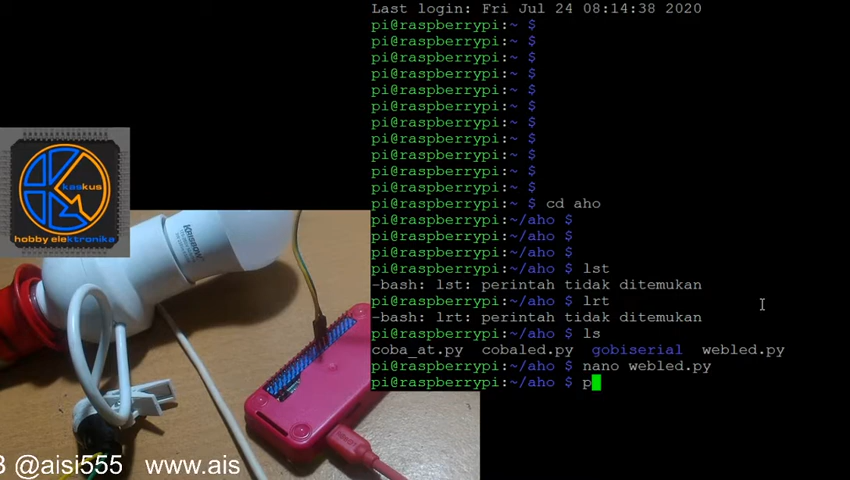 Last login: Fri Jul 24 08:14:38 2020
pi@raspberrypi:~ $
pi@raspberrypi:~ $
pi@raspberrypi:~ $
pi@raspberrypi:~ $
pi@raspberrypi:~ $
pi@raspberrypi:~ $
pi@raspberrypi:~ $
pi@raspberrypi:~ $
pi@raspberrypi:~ $
pi@raspberrypi:~ $
pi@raspberrypi:~ $
pi@raspberrypi:~ $ cd aho
pi@raspberrypi:~/aho $
pi@raspberrypi:~/aho $
pi@raspberrypi:~/aho $
pi@raspberrypi:~/aho $ lst
-bash: lst: perintah tidak ditemukan
pi@raspberrypi:~/aho $ lrt
-bash: lrt: perintah tidak ditemukan
pi@raspberrypi:~/aho $ ls
coba_at.py cobaled.py gobiserial webled.py
pi@raspberrypi:~/aho $ nano webled.py
pi@raspberrypi:~/aho $ p
kaskus
hobby elektronika
KRISBOW
3 @aisi555 www.ais